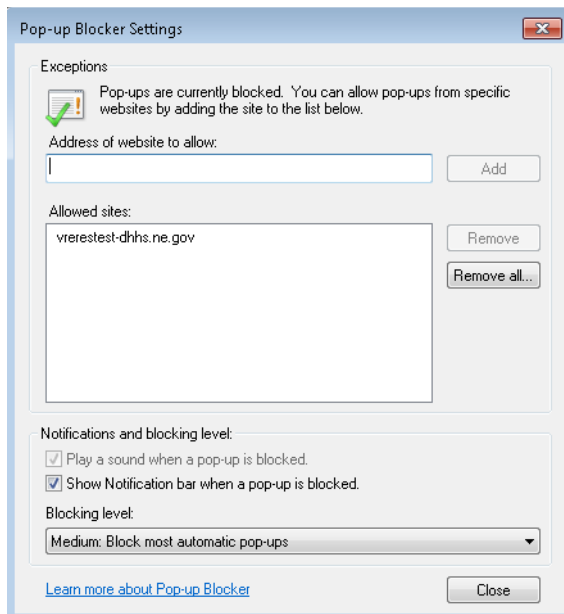 Pop-up Blocker Settings
Exceptions
Pop-ups are currently blocked. You can allow pop-ups from specific
websites by adding the site to the list below.
Address of website to allow:
Add
Allowed sites:
vrerestest-dhhs.ne.gov
Remove
Remove all...
Notifications and blocking level:
Play a sound when a pop-up is blocked.
Show Notification bar when a pop-up is blocked.
Blocking level:
Medium: Block most automatic pop-ups
Learn more about Pop-up Blocker
Close